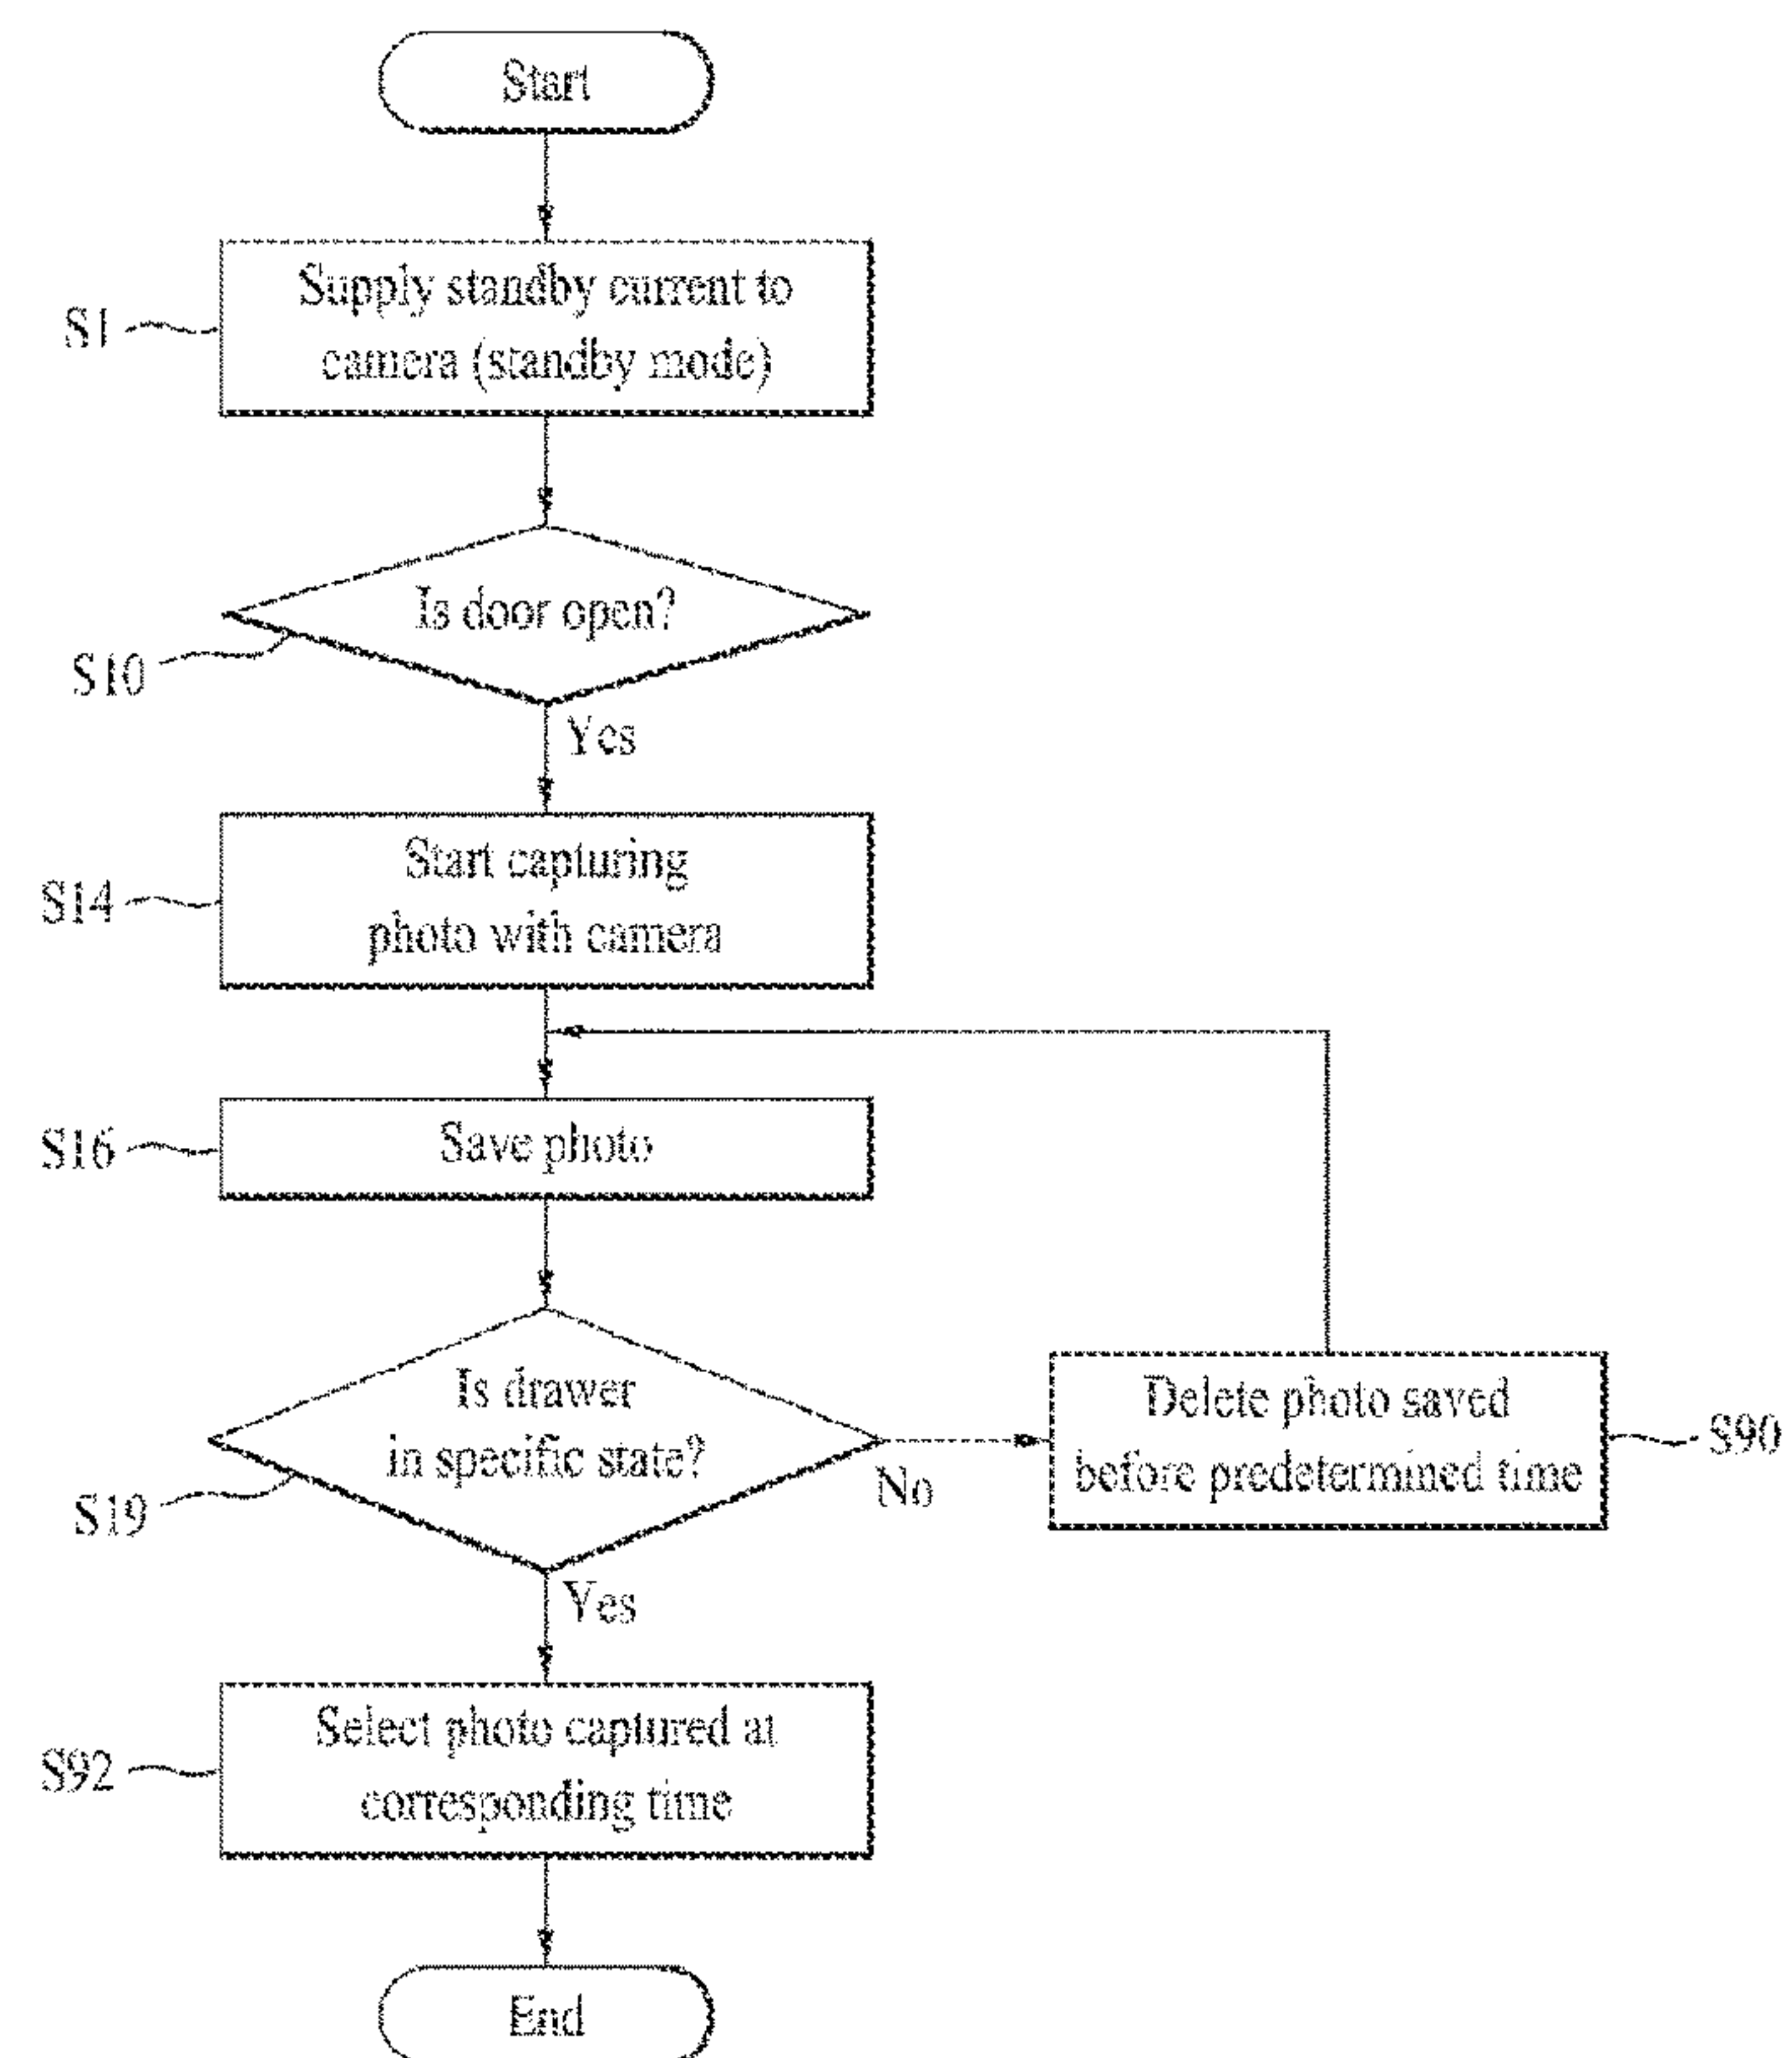 Start
S1
Supply standby current to
camera (standby mode)
Is door open?
S10
Yes
S14
Start capturing
photo with camera
S16
Save photo
Is drawer
in specific state?
S19
No
Delete photo saved
before predetermined time
S90
Yes
S92
Select photo captured at
corresponding time
End